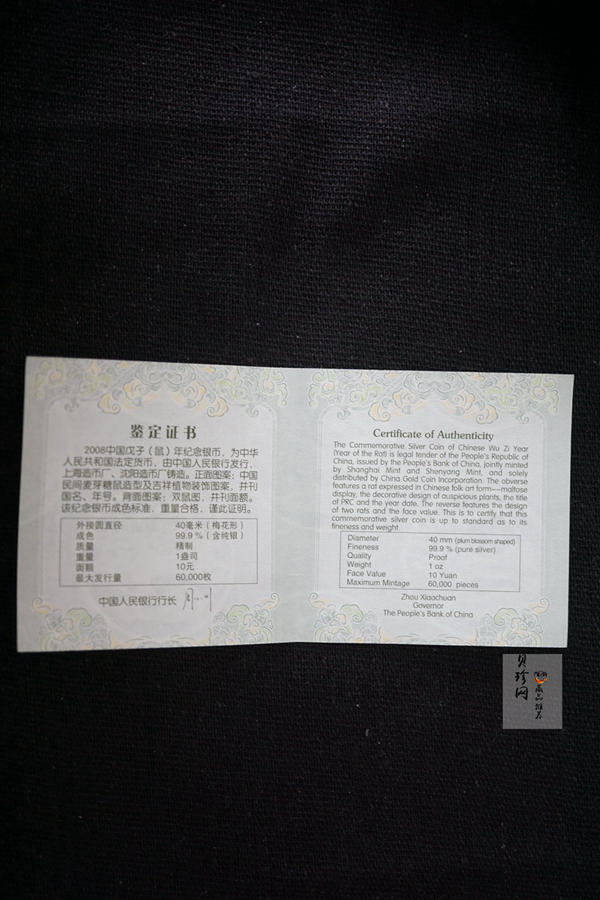 鉴定证书
2008中国戊子（鼠）年纪念银币，为中华
人民共和国法定货币，由中国人民银行发行，
上海造币厂、沈阳造币厂铸造。正面图案：中国
民间麦芽糖鼠造型及吉祥植物装饰图案，并刊
国名、年号。背面图案：双鼠图，并刊面额。
该纪念银币成色标准，重量合格，谨此证明。
外接圆直径 40毫米（梅花形）
成色 99.9％（含纯银）
质量 精制
重量 1盎司
面额 10元
最大发行量 60,000枚
中国人民银行行长
Certificate of Authenticity
The Commemorative Silver Coin of Chinese Wu Zi Year
(Year of the Rat) is legal tender of the People's Republic of
China, issued by the People's Bank of China, jointly minted
by Shanghai Mint and Shenyang Mint, and solely
distributed by China Gold Coin Incorporation. The obverse
features a rat expressed in Chinese folk art form—maltose
display, the decorative design of auspicious plants, the title
of PRC and the year date. The reverse features the design
of two rats and the face value. This is to certify that this
commemorative silver coin is up to standard as to its
fineness and weight.
Diameter 40 mm (plum blossom shaped)
Fineness 99.9 % (pure silver)
Quality Proof
Weight 1 oz
Face Value 10 Yuan
Maximum Mintage 60,000 pieces
Zhou Xiaochuan
Governor
The People's Bank of China
贝珍网
藏品推荐